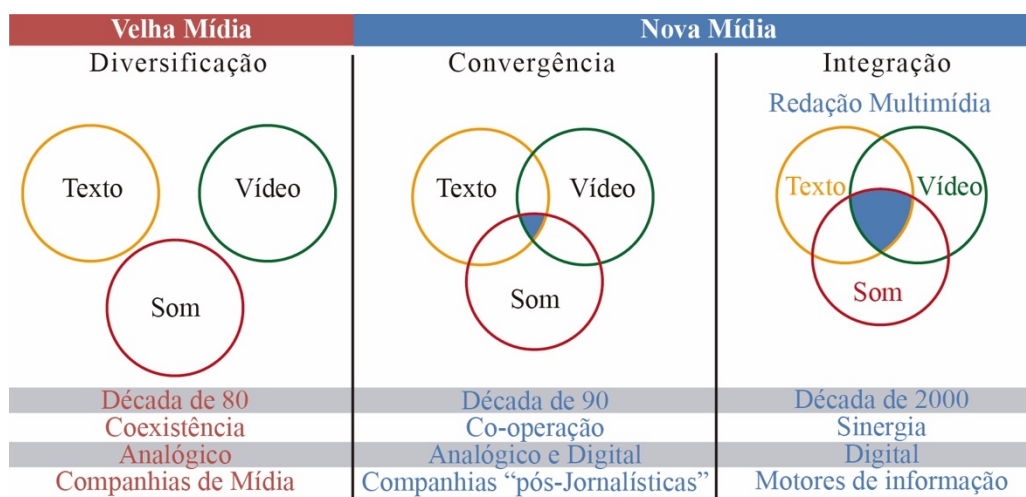 Velha Mídia
Nova Mídia
Diversificação
Convergência
Integração
Redação Multimídia
Texto
Vídeo
Som
Texto
Vídeo
Som
Texto
Vídeo
Som
Década de 80
Década de 90
Década de 2000
Coexistência
Co-operação
Sinergia
Analógico
Analógico e Digital
Digital
Companhias de Mídia
Companhias “pós-Jornalísticas”
Motores de informação